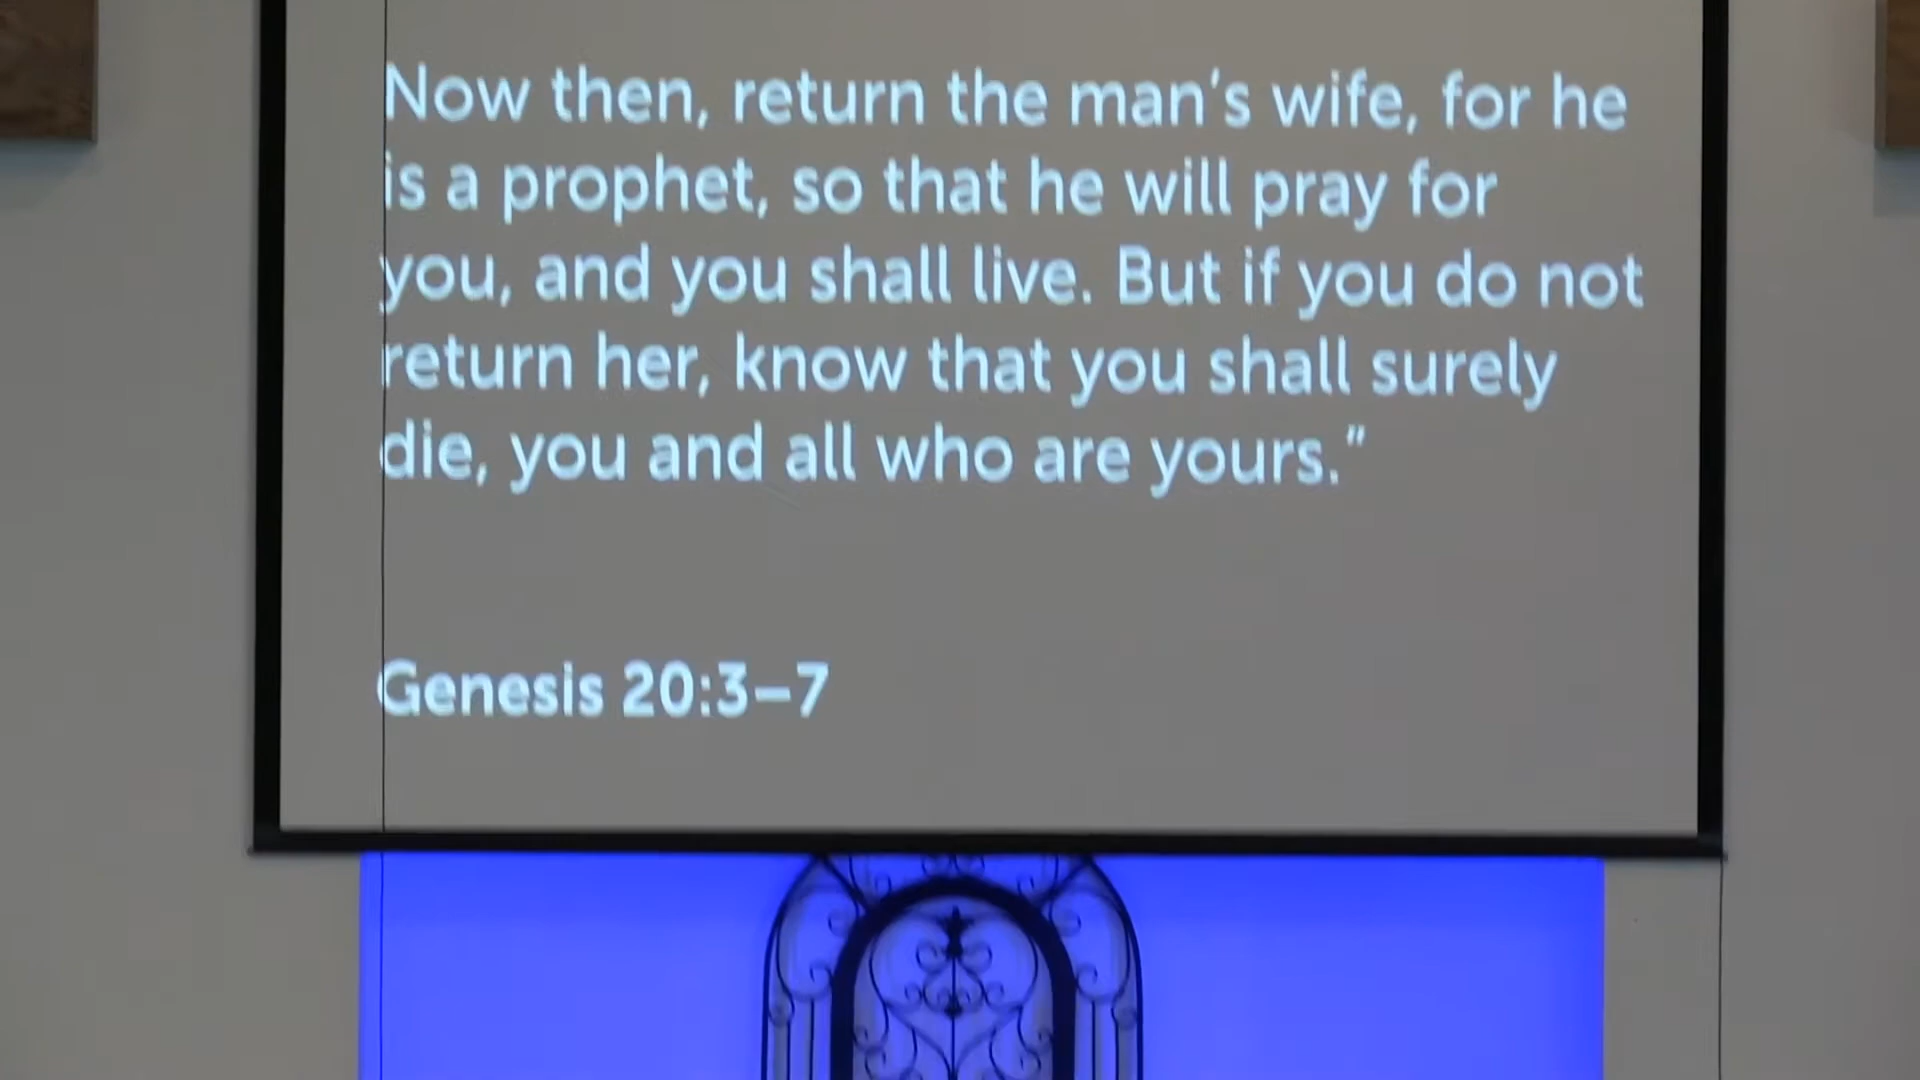 Now then, return the man's wife, for he
is a prophet, so that he will pray for
you, and you shall live. But if you do not
return her, know that you shall surely
die, you and all who are yours.”
Genesis 20:3–7